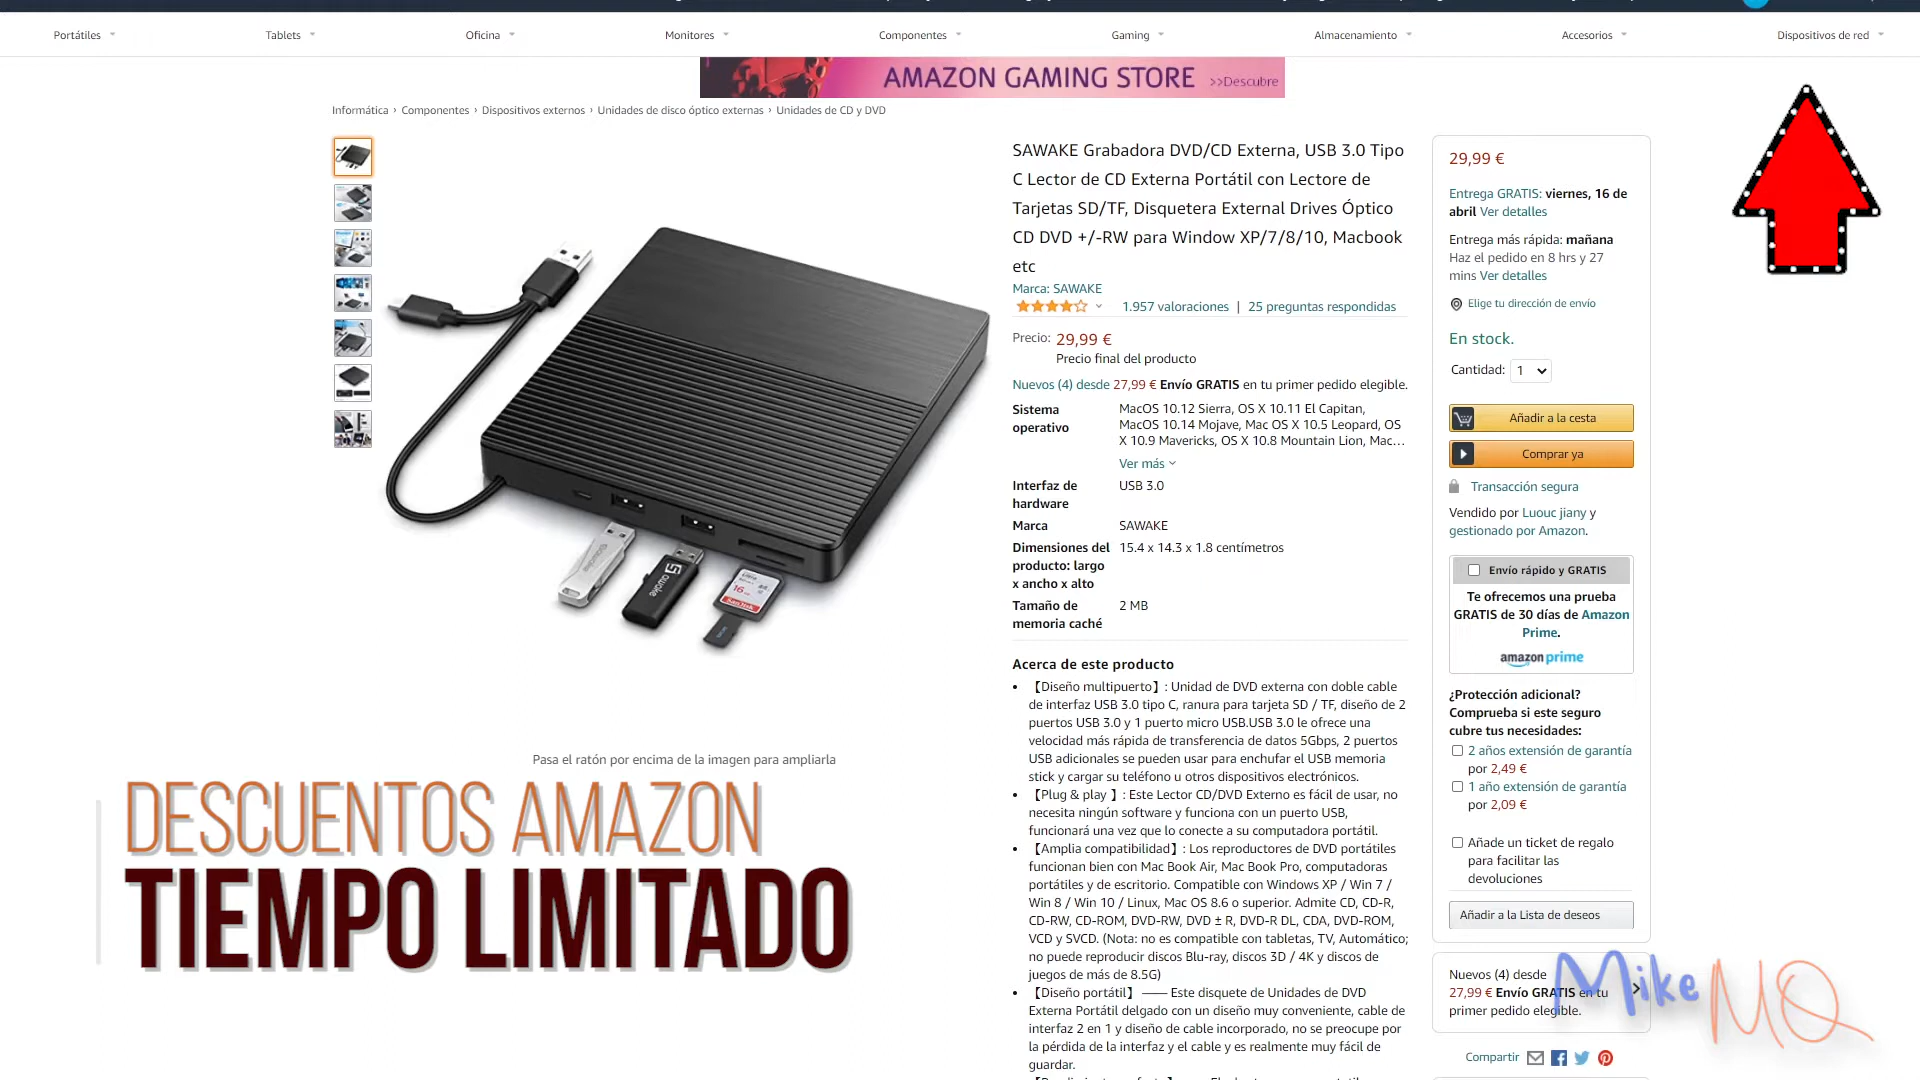 Portátiles
Tablets
Oficina
Monitores
Componentes
Gaming
Almacenamiento
Accesorios
Dispositivos de red
AMAZON GAMING STORE >>Descubre
Informática › Componentes › Dispositivos externos › Unidades de disco óptico externas › Unidades de CD y DVD
SAWAKE Grabadora DVD/CD Externa, USB 3.0 Tipo
C Lector de CD Externa Portátil con Lectore de
Tarjetas SD/TF, Disquetera External Drives Óptico
CD DVD +/-RW para Window XP/7/8/10, Macbook
etc
Marca: SAWAKE
1.957 valoraciones | 25 preguntas respondidas
Precio: 29,99 €
Precio final del producto
Nuevos (4) desde 27,99 € Envío GRATIS en tu primer pedido elegible.
Sistema operativo
MacOS 10.12 Sierra, OS X 10.11 El Capitan,
MacOS 10.14 Mojave, Mac OS X 10.5 Leopard, OS
X 10.9 Mavericks, OS X 10.8 Mountain Lion, Mac…
Ver más
Interfaz de hardware
USB 3.0
Marca
SAWAKE
Dimensiones del producto: largo x ancho x alto
15.4 x 14.3 x 1.8 centímetros
Tamaño de memoria caché
2 MB
Acerca de este producto
【Diseño multipuerto】: Unidad de DVD externa con doble cable
de interfaz USB 3.0 tipo C, ranura para tarjeta SD / TF, diseño de 2
puertos USB 3.0 y 1 puerto micro USB.USB 3.0 le ofrece una
velocidad más rápida de transferencia de datos 5Gbps, 2 puertos
USB adicionales se pueden usar para enchufar el USB memoria
stick y cargar su teléfono u otros dispositivos electrónicos.
【Plug & play 】: Este Lector CD/DVD Externo es fácil de usar, no
necesita ningún software y funciona con un puerto USB,
funcionará una vez que lo conecte a su computadora portátil.
【Amplia compatibilidad】: Los reproductores de DVD portátiles
funcionan bien con Mac Book Air, Mac Book Pro, computadoras
portátiles y de escritorio. Compatible con Windows XP / Win 7 /
Win 8 / Win 10 / Linux, Mac OS 8.6 o superior. Admite CD, CD-R,
CD-RW, CD-ROM, DVD-RW, DVD ± R, DVD-R DL, CDA, DVD-ROM,
VCD y SVCD. (Nota: no es compatible con tabletas, TV, Automático;
no puede reproducir discos Blu-ray, discos 3D / 4K y discos de
juegos de más de 8.5G)
【Diseño portátil】 —— Este disquete de Unidades de DVD
Externa Portátil delgado con un diseño muy conveniente, cable de
interfaz 2 en 1 y diseño de cable incorporado, no se preocupe por
la pérdida de la interfaz y el cable y es realmente muy fácil de
guardar.
29,99 €
Entrega GRATIS: viernes, 16 de
abril Ver detalles
Entrega más rápida: mañana
Haz el pedido en 8 hrs y 27
mins Ver detalles
Elige tu dirección de envío
En stock.
Cantidad: 1
Añadir a la cesta
Comprar ya
Transacción segura
Vendido por Luouc jiany y
gestionado por Amazon.
Envío rápido y GRATIS
Te ofrecemos una prueba
GRATIS de 30 días de Amazon
Prime.
amazon prime
¿Protección adicional?
Comprueba si este seguro
cubre tus necesidades:
2 años extensión de garantía
por 2,49 €
1 año extensión de garantía
por 2,09 €
Añade un ticket de regalo
para facilitar las
devoluciones
Añadir a la Lista de deseos
Nuevos (4) desde
27,99 € Envío GRATIS en tu
primer pedido elegible.
Compartir
Pasa el ratón por encima de la imagen para ampliarla
DESCUENTOS AMAZON
TIEMPO LIMITADO
Mike MQ